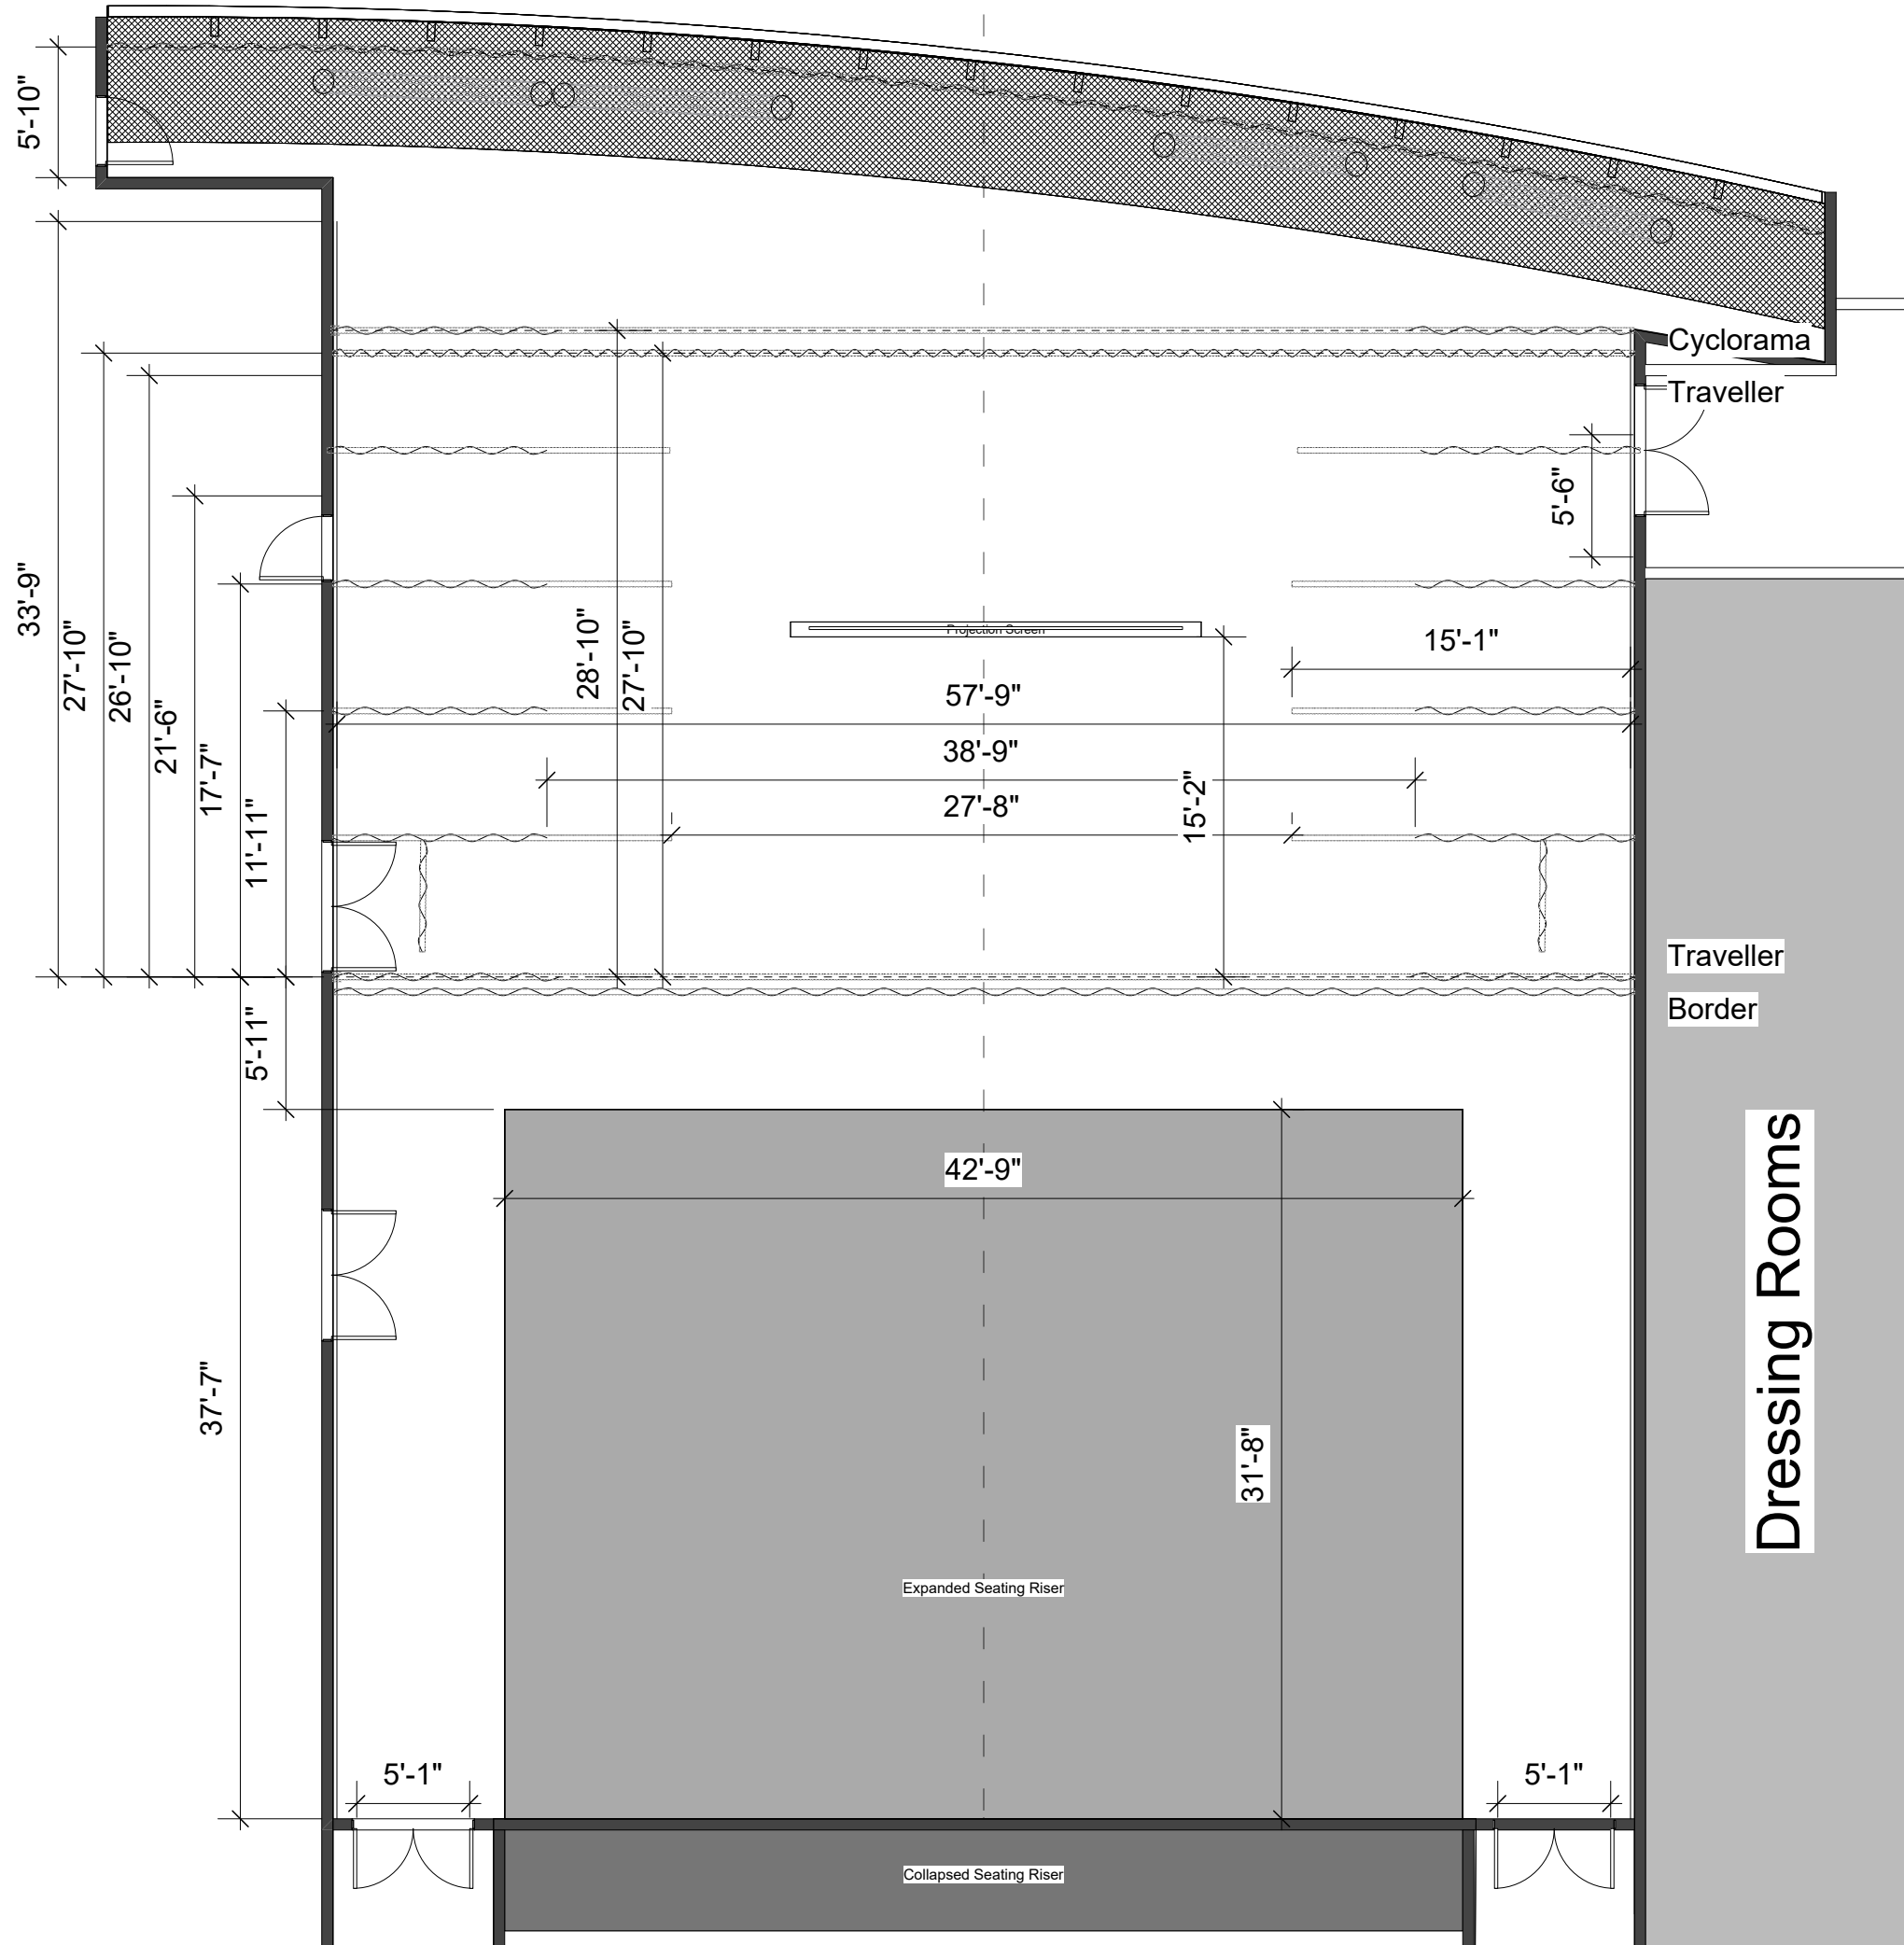 5'-10"
Cyclorama
Traveller
5'-6"
33'-9"
27'-10"
26'-10"
21'-6"
17'-7"
11'-11"
28'-10"
27'-10"
Projection Screen
15'-1"
57'-9"
38'-9"
27'-8"
15'-2"
Traveller
Border
5'-11"
42'-9"
Dressing Rooms
37'-7"
31'-8"
Expanded Seating Riser
5'-1"
5'-1"
Collapsed Seating Riser